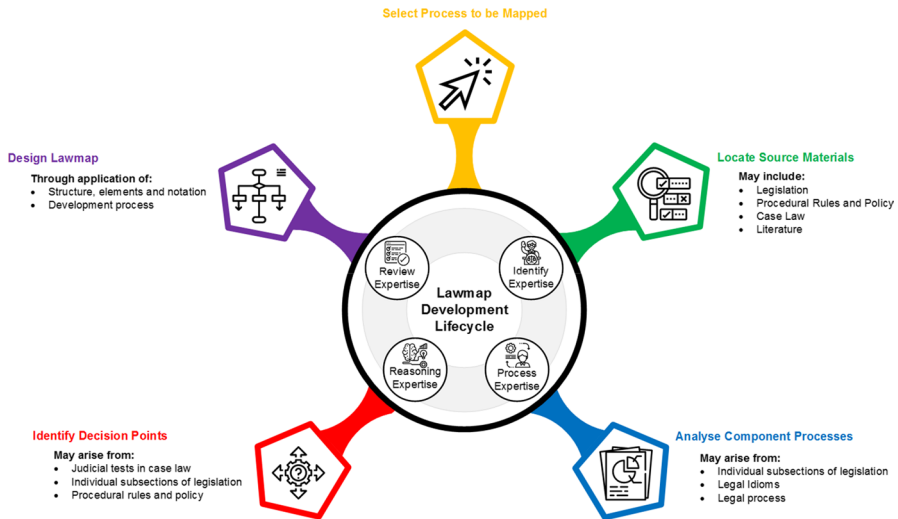 Select Process to be Mapped
Design Lawmap
Through application of:
Structure, elements and notation
Development process
Locate Source Materials
May include:
Legislation
Procedural Rules and Policy
Case Law
Literature
Review
Expertise
Identify
Expertise
Lawmap
Development
Lifecycle
Reasoning
Expertise
Process
Expertise
Identify Decision Points
May arise from:
Judicial tests in case law
Individual subsections of legislation
Procedural rules and policy
Analyse Component Processes
May arise from:
Individual subsections of legislation
Legal Idioms
Legal process